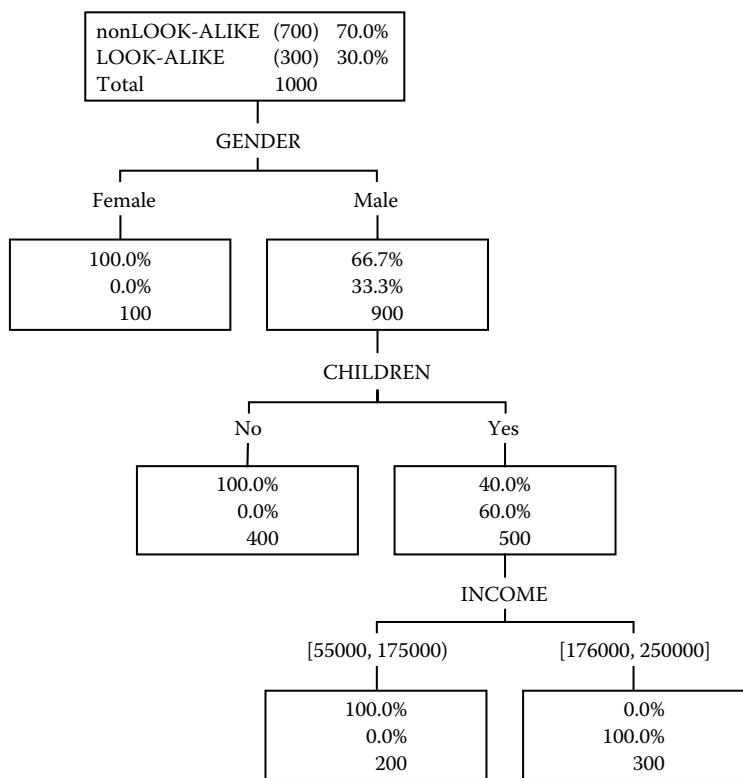 nonLOOK-ALIKE (700) 70.0%
LOOK-ALIKE (300) 30.0%
Total 1000
GENDER
Female Male
100.0% 66.7%
0.0% 33.3%
100 900
CHILDREN
No Yes
100.0% 40.0%
0.0% 60.0%
400 500
INCOME
[55000, 175000) [176000, 250000]
100.0% 0.0%
0.0% 100.0%
200 300